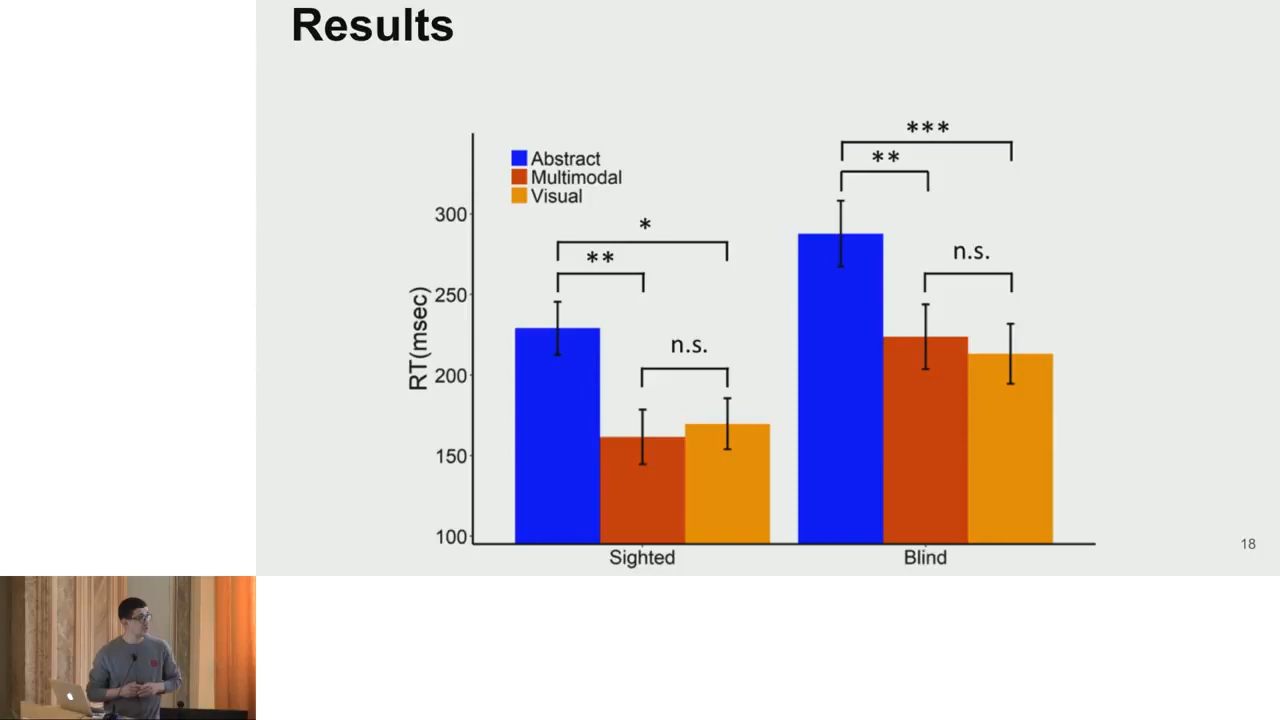 Results
***
**
Abstract
Multimodal
Visual
300
*
**
n.s.
250
n.s.
RT(msec)
200
150
100
Sighted
Blind
18